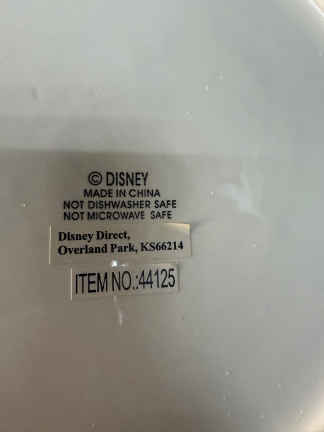 © DISNEY
MADE IN CHINA
NOT DISHWASHER SAFE
NOT MICROWAVE SAFE
Disney Direct,
Overland Park, KS66214
ITEM NO.:44125